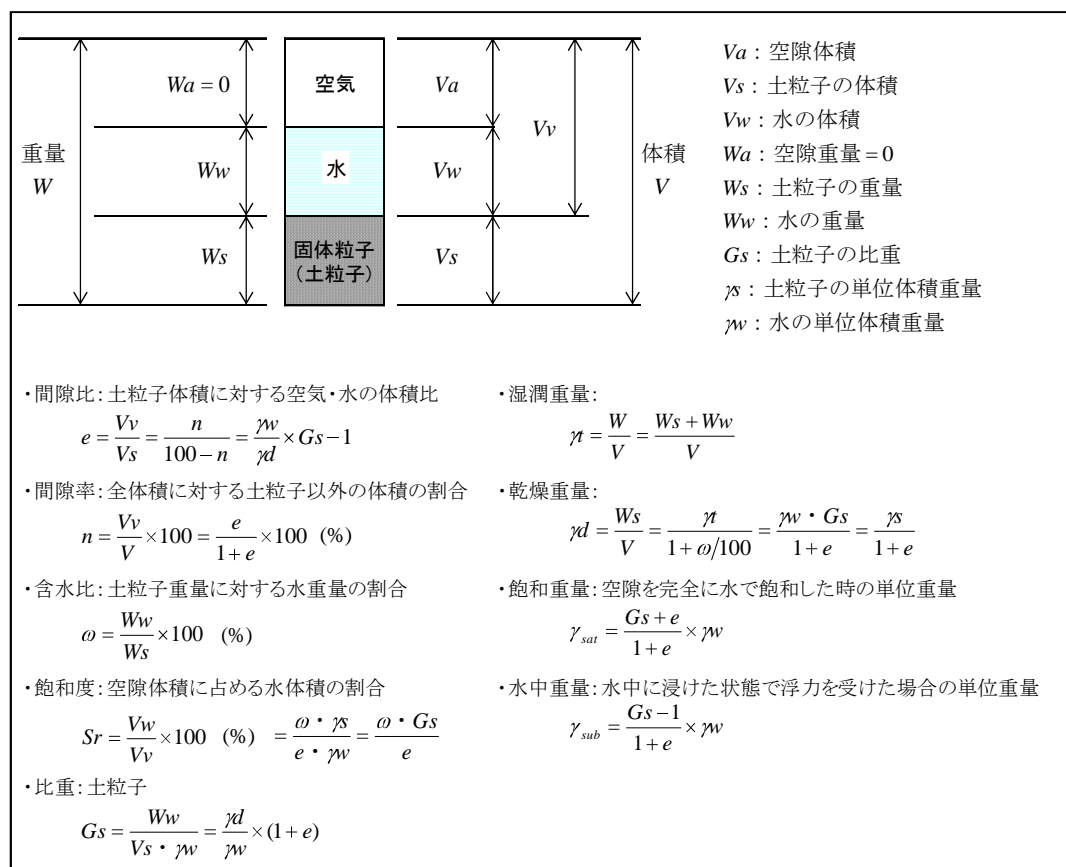 重量
W
Wa = 0
Ww
Ws
空気
水
固体粒子
（土粒子）
Va
Vw
Vs
Vv
体積
V
Va：空隙体積
Vs：土粒子の体積
Vw：水の体積
Wa：空隙重量＝0
Ws：土粒子の重量
Ww：水の重量
Gs：土粒子の比重
γs：土粒子の単位体積重量
γw：水の単位体積重量
・間隙比：土粒子体積に対する空気・水の体積比
e = Vv/Vs = n/(100−n) = γw/γd × Gs − 1
・間隙率：全体積に対する土粒子以外の体積の割合
n = Vv/V × 100 = e/(1+e) × 100 (%)
・含水比：土粒子重量に対する水重量の割合
ω = Ww/Ws × 100 (%)
・飽和度：空隙体積に占める水体積の割合
Sr = Vw/Vv × 100 (%) = ω・γs/e・γw = ω・Gs/e
・比重：土粒子
Gs = Ww/Vs・γw = γd/γw × (1+e)
・湿潤重量：
γt = W/V = (Ws+Ww)/V
・乾燥重量：
γd = Ws/V = γt/(1+ω/100) = γw・Gs/(1+e) = γs/(1+e)
・飽和重量：空隙を完全に水で飽和した時の単位重量
γsat = (Gs+e)/(1+e) × γw
・水中重量：水中に浸けた状態で浮力を受けた場合の単位重量
γsub = (Gs−1)/(1+e) × γw